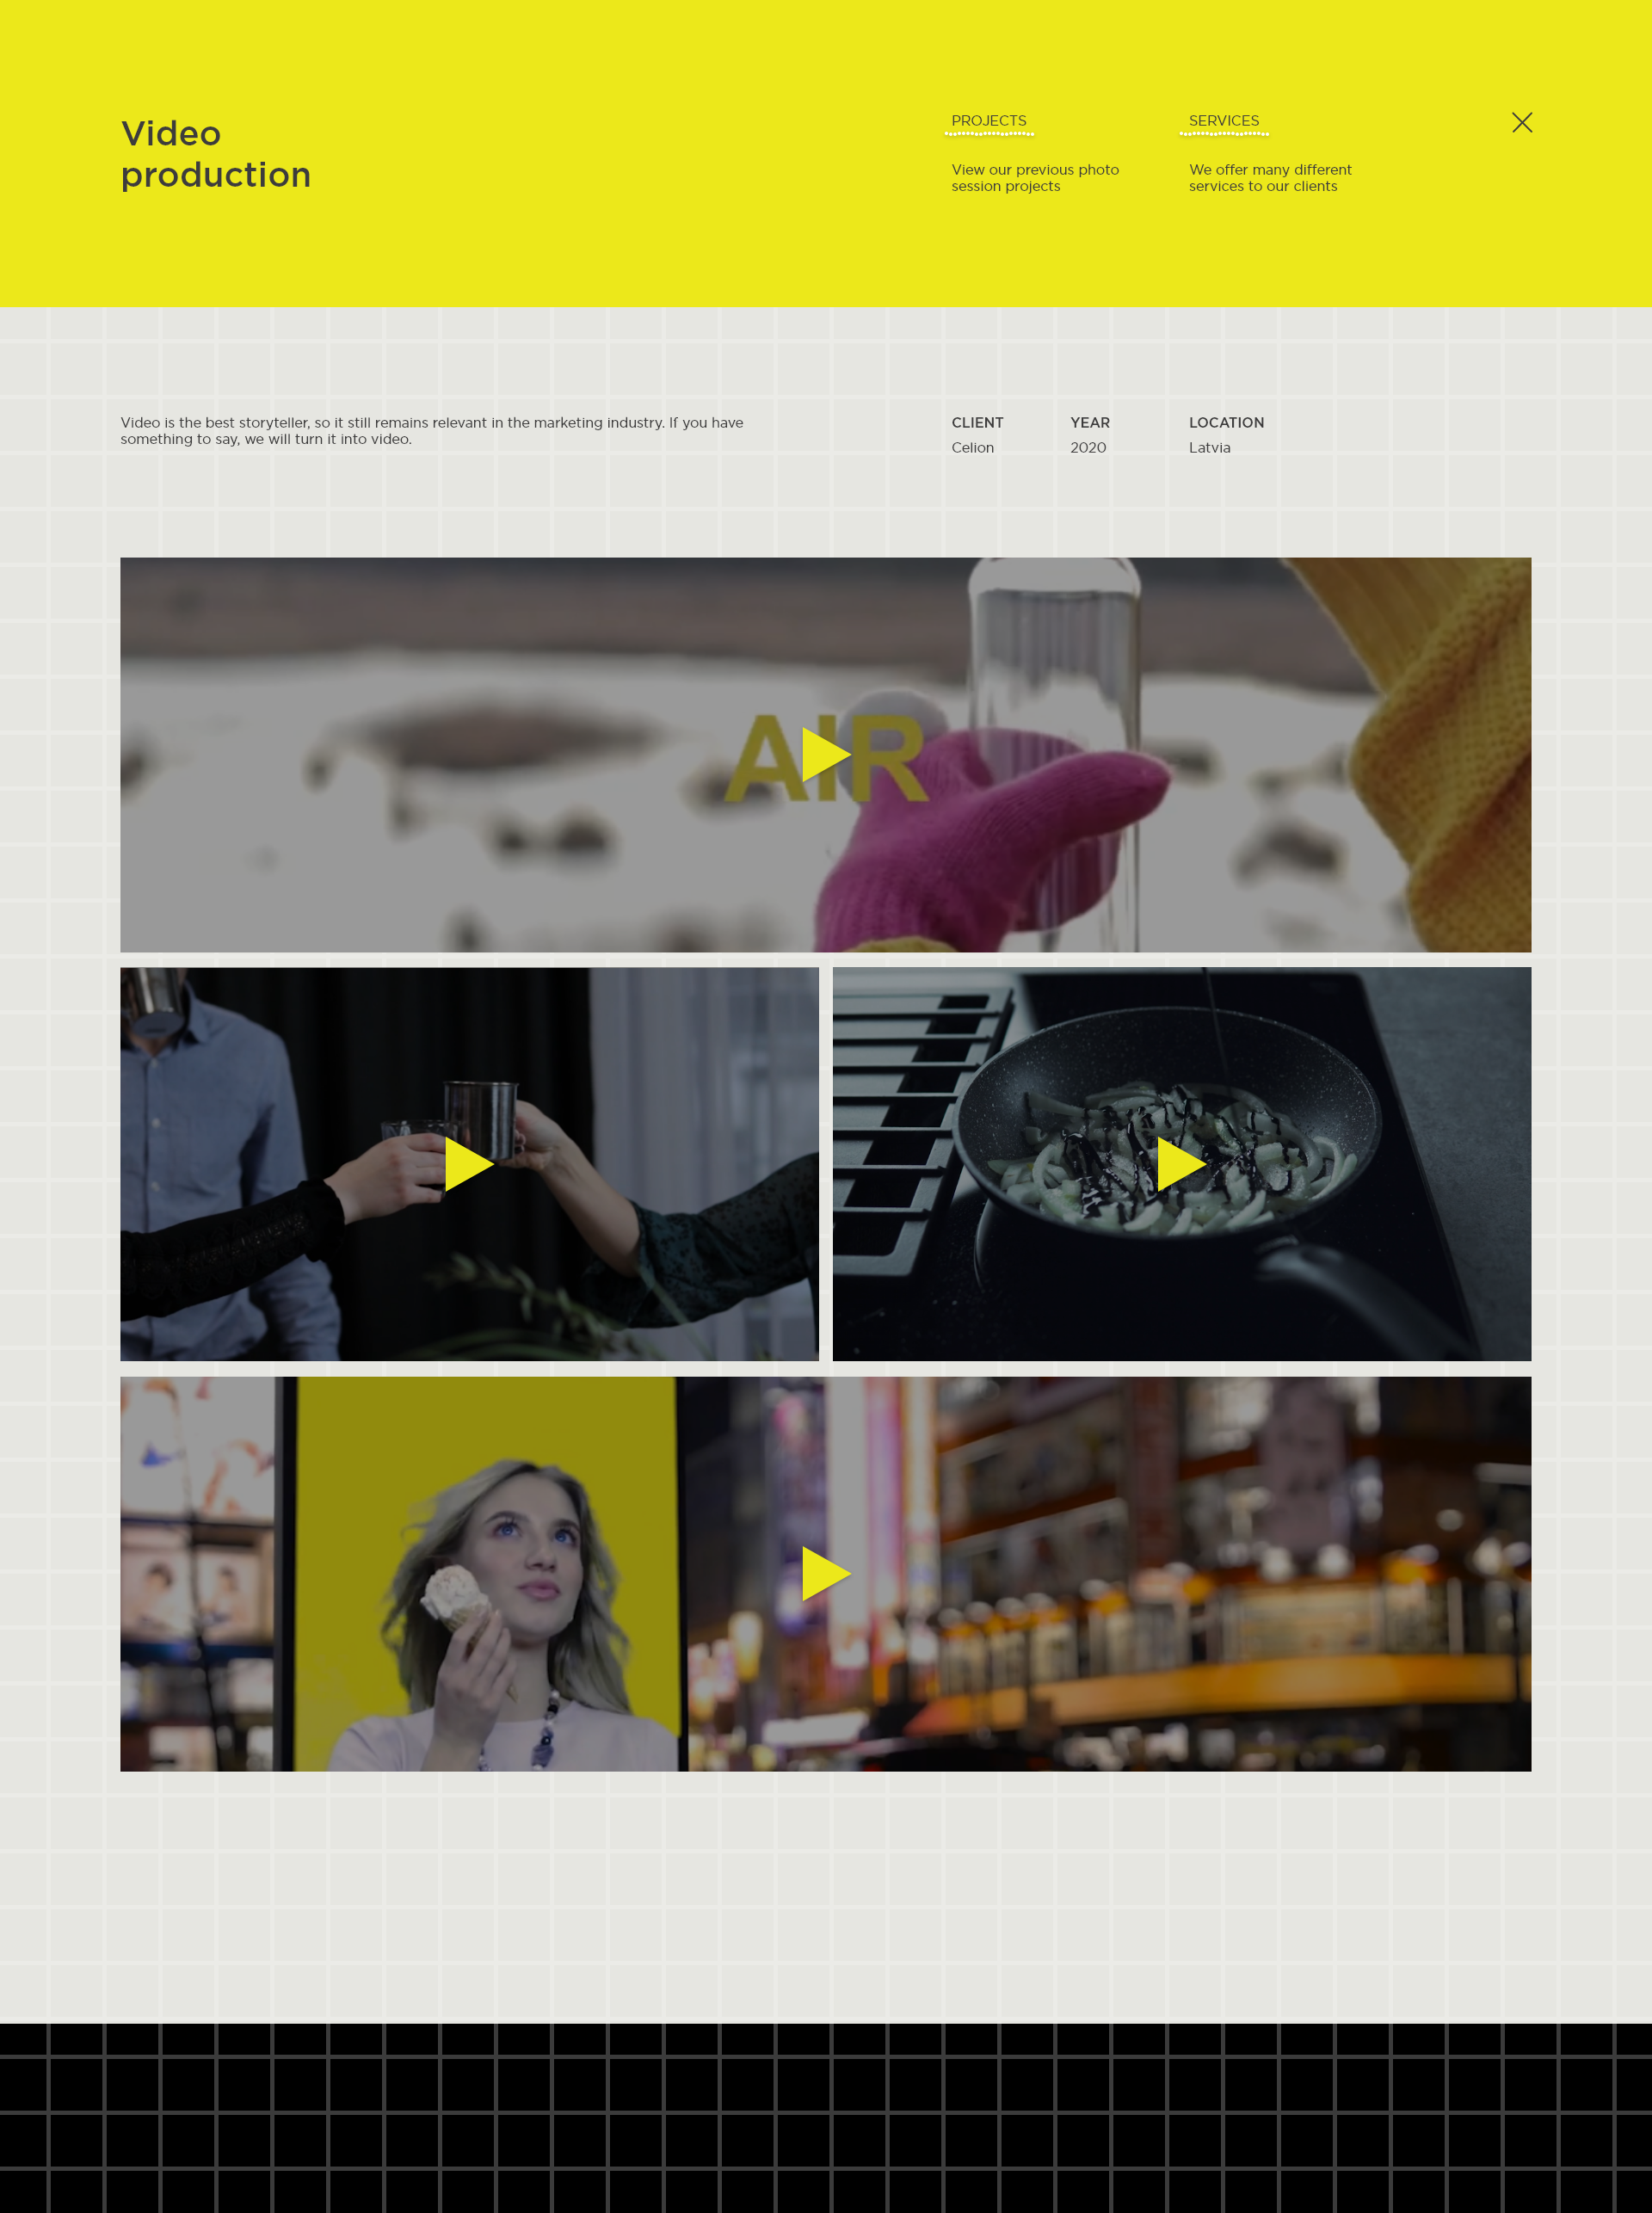 Video
production
PROJECTS
View our previous photo
session projects
SERVICES
We offer many different
services to our clients
Video is the best storyteller, so it still remains relevant in the marketing industry. If you have
something to say, we will turn it into video.
CLIENT
Celion
YEAR
2020
LOCATION
Latvia
AIR